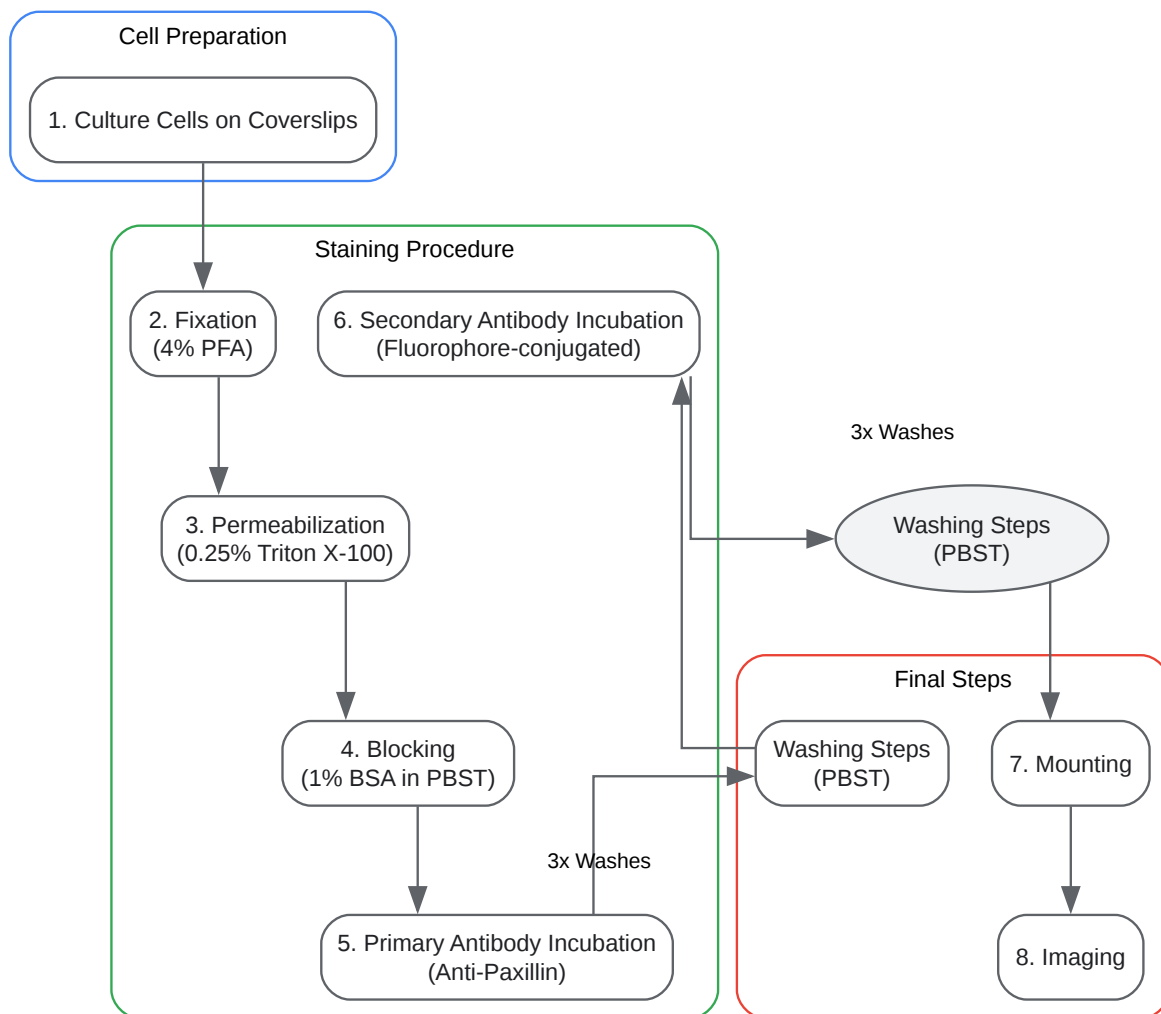 Cell Preparation
1. Culture Cells on Coverslips
Staining Procedure
2. Fixation
(4% PFA)
6. Secondary Antibody Incubation
(Fluorophore-conjugated)
3x Washes
3. Permeabilization
(0.25% Triton X-100)
Washing Steps
(PBST)
Final Steps
4. Blocking
(1% BSA in PBST)
Washing Steps
(PBST)
7. Mounting
3x Washes
5. Primary Antibody Incubation
(Anti-Paxillin)
8. Imaging